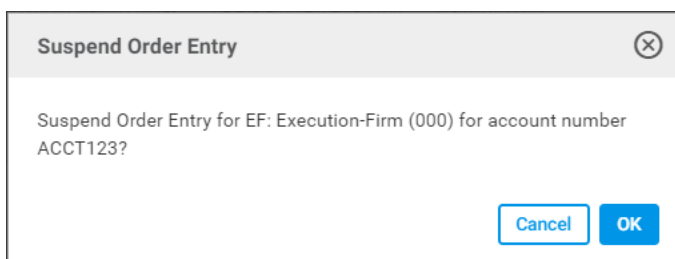 Suspend Order Entry
Suspend Order Entry for EF: Execution-Firm (000) for account number
ACCT123?
Cancel OK